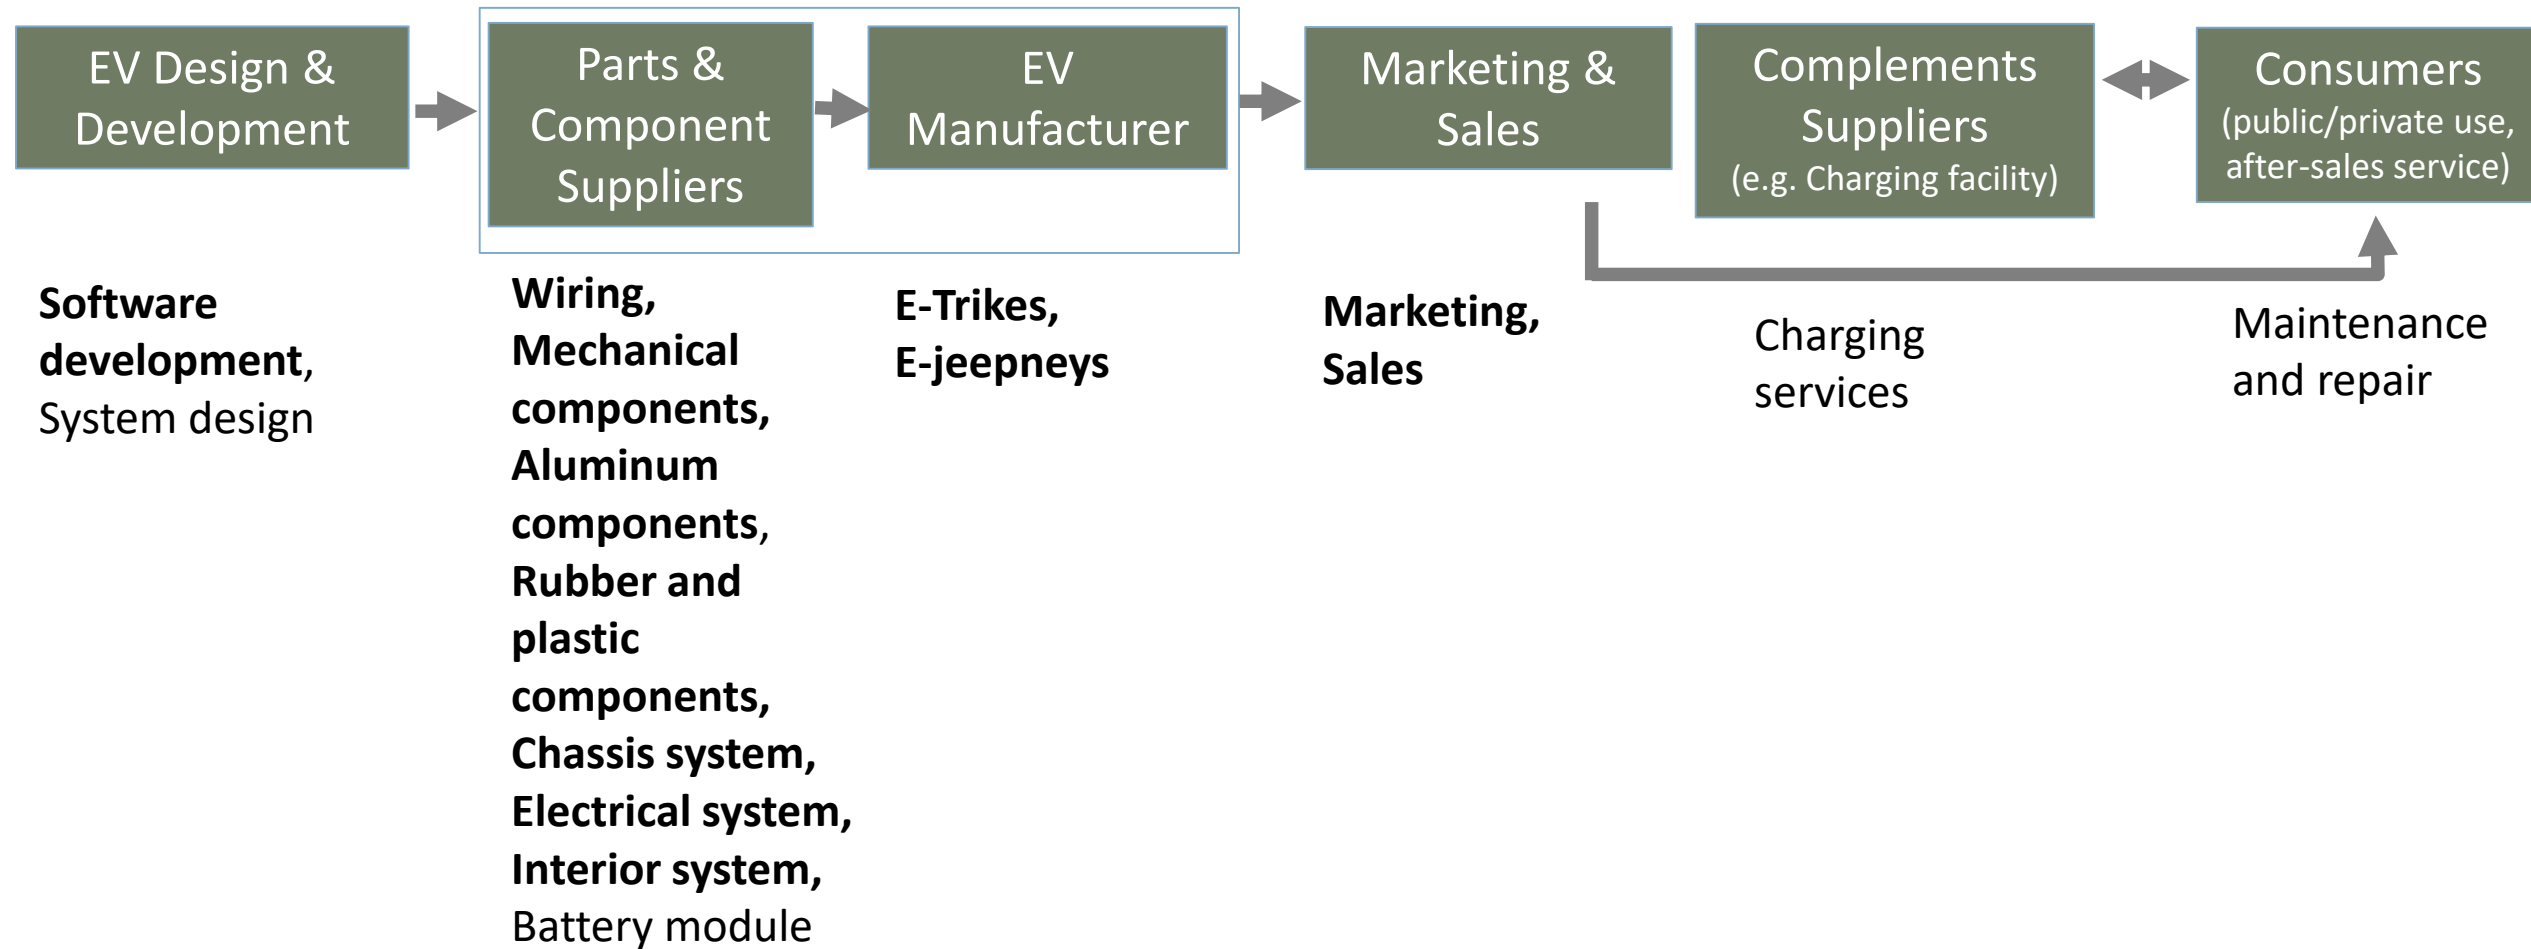 EV Design &
Development
Parts &
Component
Suppliers
EV
Manufacturer
Marketing &
Sales
Complements
Suppliers
(e.g. Charging facility)
Consumers
(public/private use,
after-sales service)
Software
development,
System design
Wiring,
Mechanical
components,
Aluminum
components,
Rubber and
plastic
components,
Chassis system,
Electrical system,
Interior system,
Battery module
E-Trikes,
E-jeepneys
Marketing,
Sales
Charging
services
Maintenance
and repair